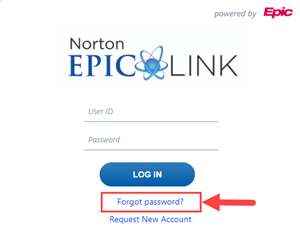 powered by Epic
Norton
EPIC LINK
User ID
Password
LOG IN
Forgot password?
Request New Account